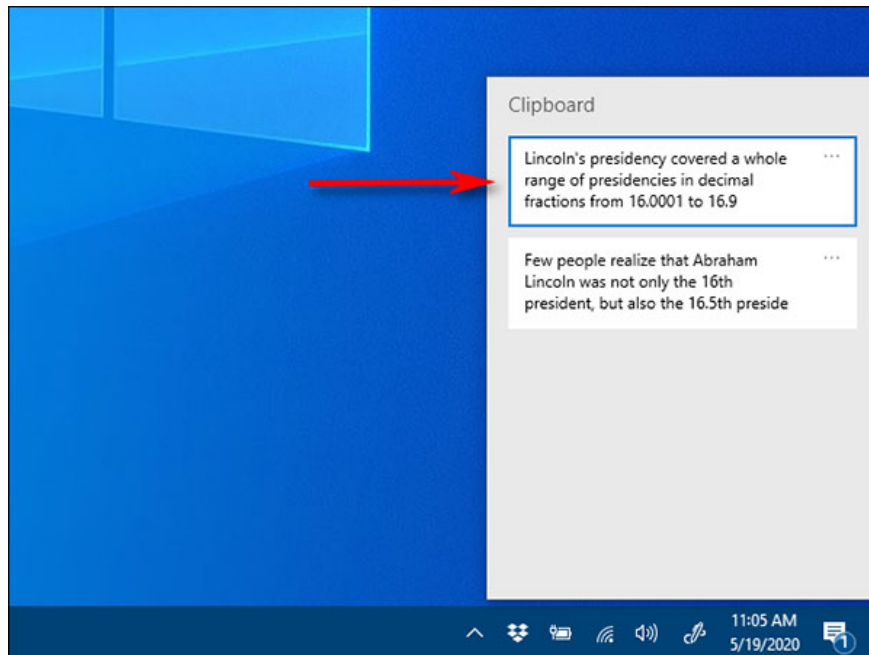 Clipboard
Lincoln's presidency covered a whole
range of presidencies in decimal
fractions from 16.0001 to 16.9
Few people realize that Abraham
Lincoln was not only the 16th
president, but also the 16.5th preside
11:05 AM
5/19/2020
1